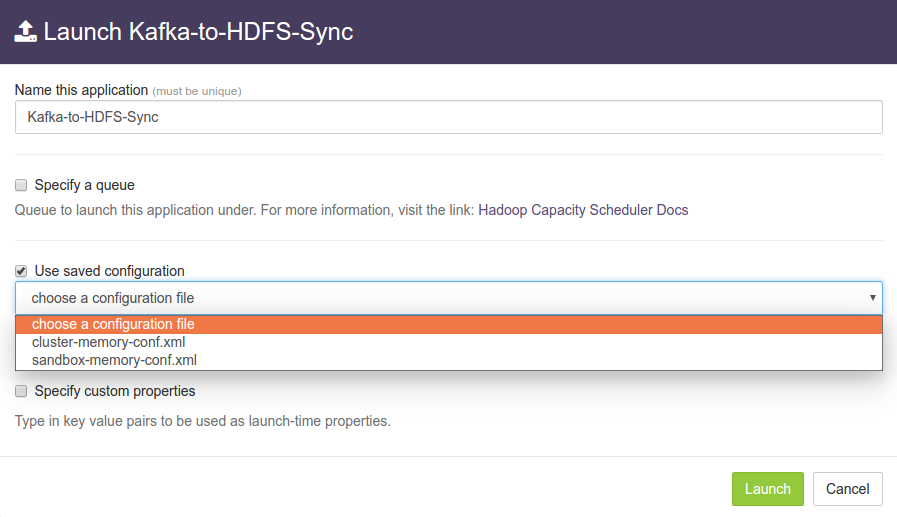 Launch Kafka-to-HDFS-Sync
Name this application (must be unique)
Kafka-to-HDFS-Sync
Specify a queue
Queue to launch this application under. For more information, visit the link: Hadoop Capacity Scheduler Docs
Use saved configuration
choose a configuration file
choose a configuration file
cluster-memory-conf.xml
sandbox-memory-conf.xml
Specify custom properties
Type in key value pairs to be used as launch-time properties.
Launch Cancel